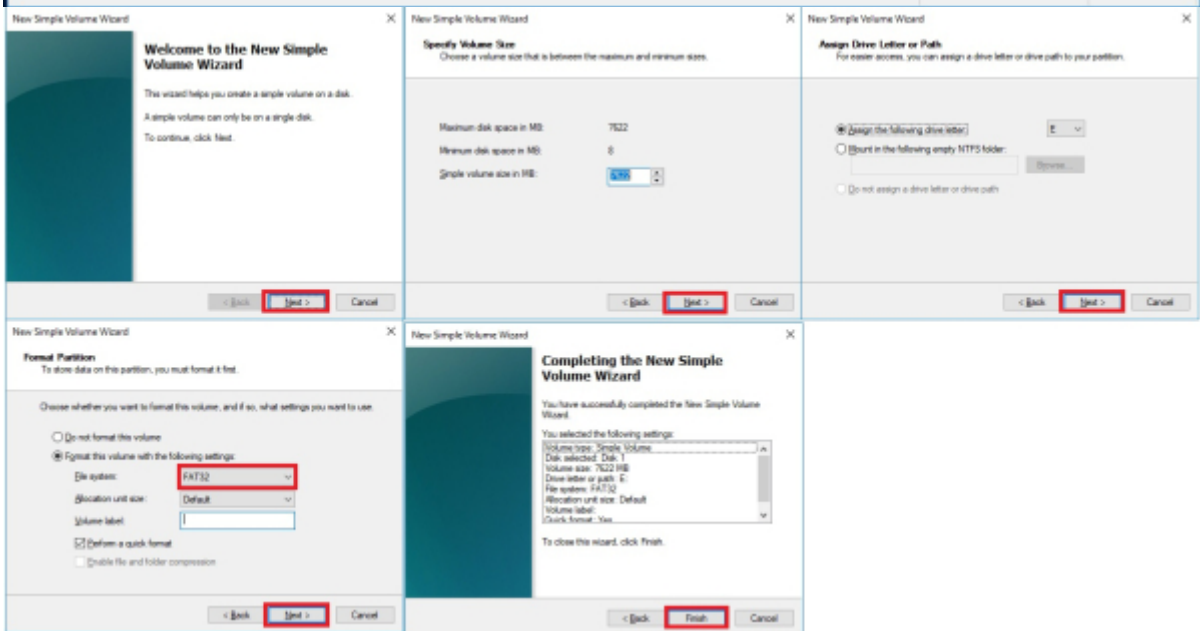 New Simple Volume Wizard
Welcome to the New Simple
Volume Wizard
This wizard helps you create a simple volume on a disk.
A simple volume can only be on a single disk.
To continue, click Next.
< Back
Next >
Cancel
New Simple Volume Wizard
Specify Volume Size
Choose a volume size that is between the maximum and minimum sizes.
Maximum disk space in MB:
7622
Minimum disk space in MB:
8
Simple volume size in MB:
7622
< Back
Next >
Cancel
New Simple Volume Wizard
Assign Drive Letter or Path
For easier access, you can assign a drive letter or drive path to your partition.
Assign the following drive letter:
E
Mount in the following empty NTFS folder:
Browse...
Do not assign a drive letter or drive path
< Back
Next >
Cancel
New Simple Volume Wizard
Format Partition
To store data on this partition, you must format it first.
Choose whether you want to format this volume, and if so, what settings you want to use.
Do not format this volume
Format this volume with the following settings:
File system:
FAT32
Allocation unit size:
Default
Volume label:
Perform a quick format
Enable file and folder compression
< Back
Next >
Cancel
New Simple Volume Wizard
Completing the New Simple
Volume Wizard
You have successfully completed the New Simple Volume
Wizard.
You selected the following settings:
Volume type: Simple Volume
Disk selected: Disk 1
Volume size: 7622 MB
Drive letter or path: E:
File system: FAT32
Allocation unit size: Default
Volume label:
Quick format: Yes
To close this wizard, click Finish.
< Back
Finish
Cancel